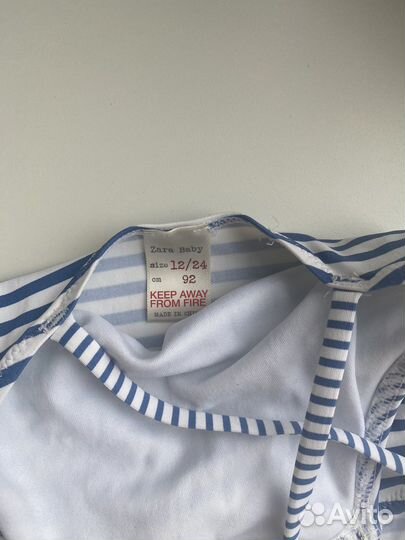 Zara Baby
size 12/24
cm 92
KEEP AWAY
FROM FIRE
MADE IN CHINA
Avito